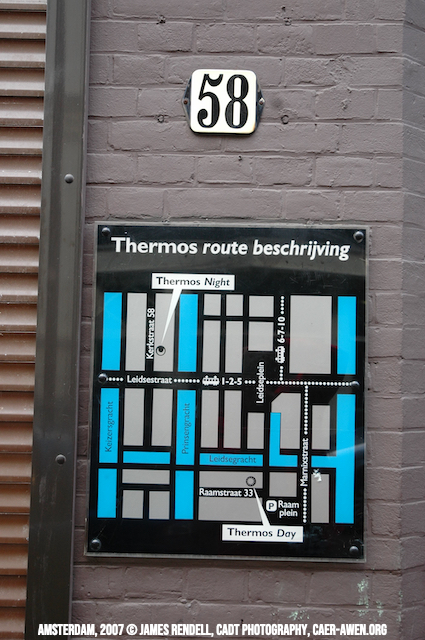 58
Thermos route beschrijving
Thermos Night
Kerkstraat 58
6-7-10
Leidsestraat
1-2-5
Leidseplein
Keizersgracht
Prinsengracht
Leidsegracht
Marnixstraat
Raamstraat 33
P Raam
plein
Thermos Day
AMSTERDAM, 2007 © JAMES RENDELL, CADT PHOTOGRAPHY, CAER-AWEN.ORG